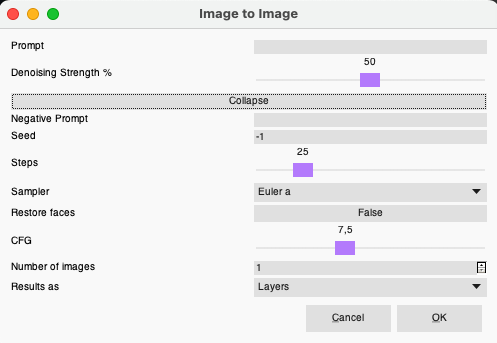 Image to Image
Prompt
50
Denoising Strength %
Collapse
Negative Prompt
Seed -1
25
Steps
Sampler Euler a
Restore faces False
7,5
CFG
Number of images 1
Results as Layers
Cancel OK